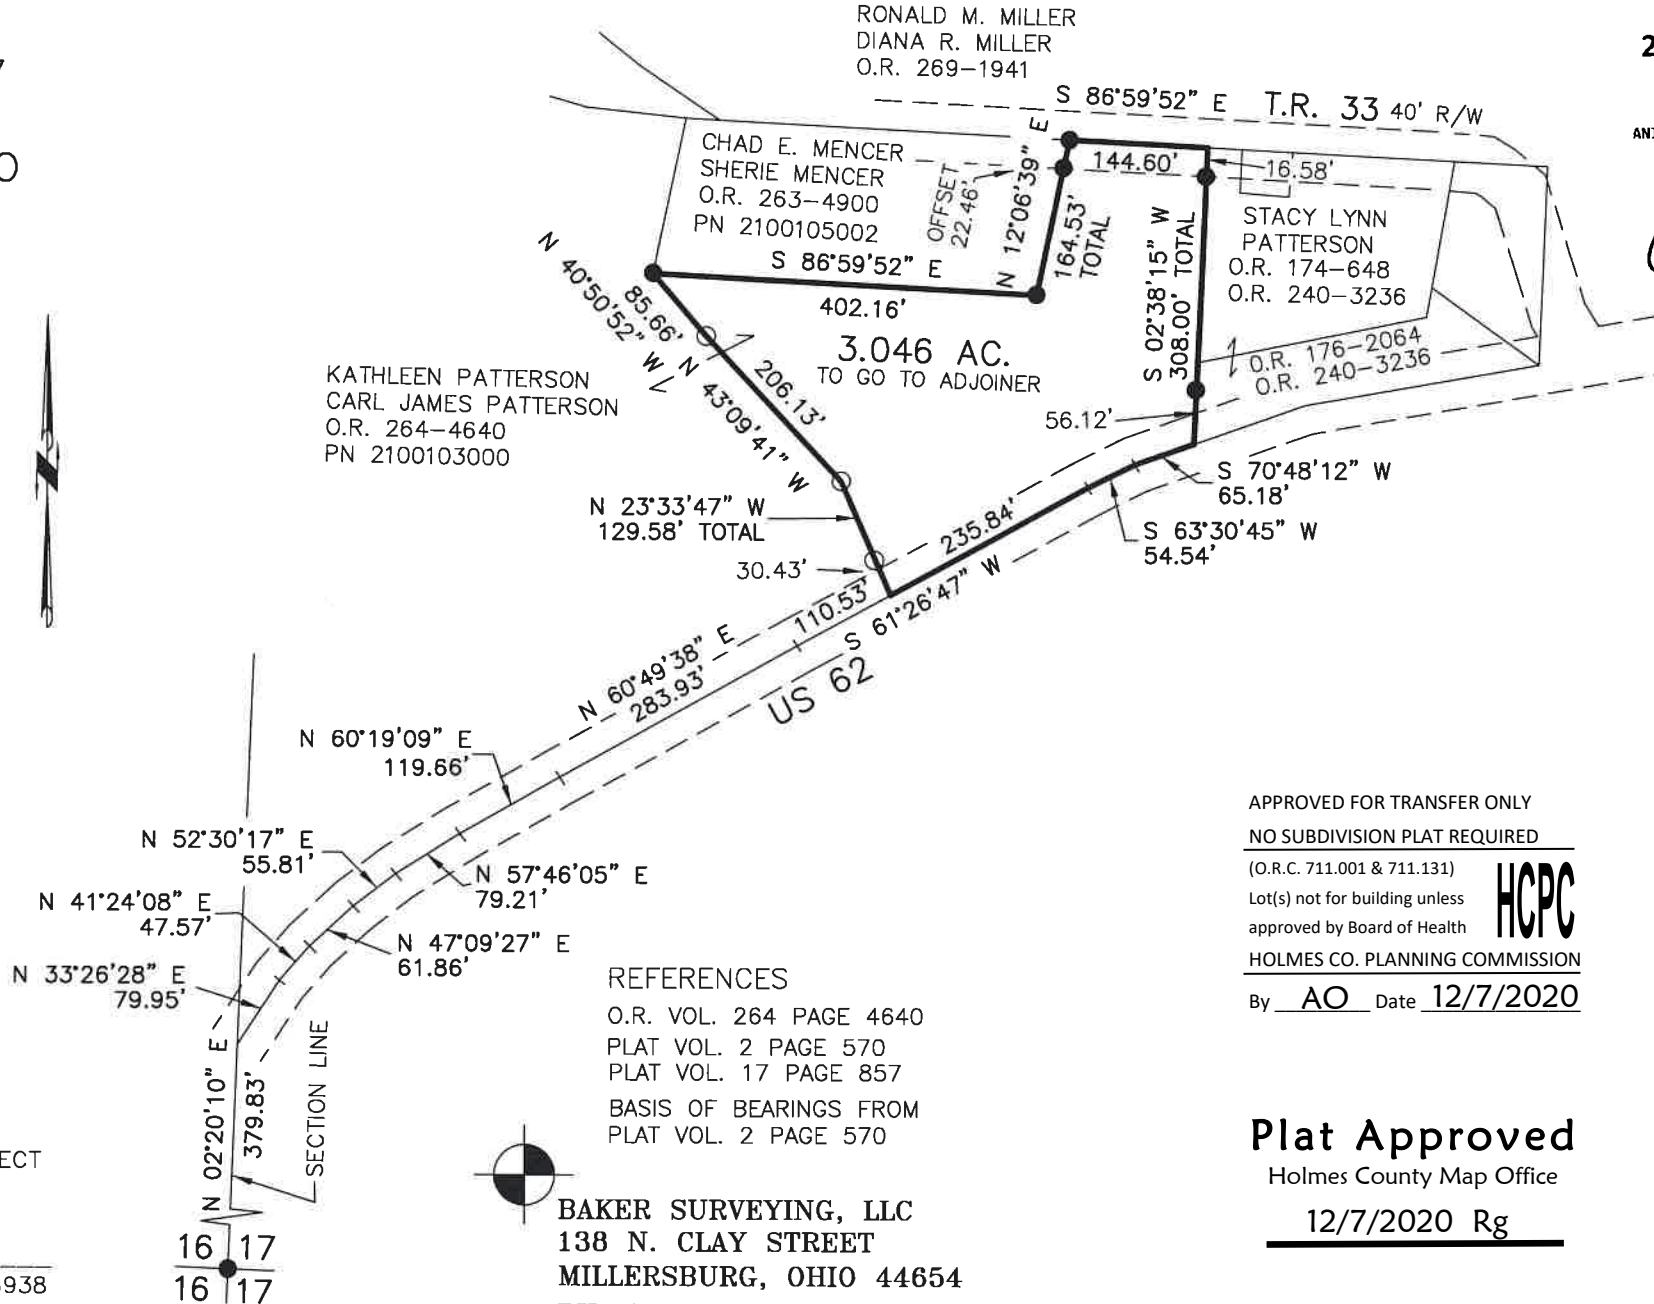 RONALD M. MILLER
DIANA R. MILLER
O.R. 269–1941
S 86°59'52" E
T.R. 33 40' R/W
CHAD E. MENCER
SHERIE MENCER
O.R. 263–4900
PN 2100105002
OFFSET
22.46'
N 12°06'39" E
164.53'
TOTAL
144.60'
16.58'
S 02°38'15" W
308.00' TOTAL
STACY LYNN
PATTERSON
O.R. 174–648
O.R. 240–3236
O.R. 176–2064
O.R. 240–3236
S 86°59'52" E
402.16'
3.046 AC.
TO GO TO ADJOINER
N 40°50'52" W
85.66'
N 43°09'41" W
206.13'
KATHLEEN PATTERSON
CARL JAMES PATTERSON
O.R. 264–4640
PN 2100103000
56.12'
S 70°48'12" W
65.18'
S 63°30'45" W
54.54'
N 23°33'47" W
129.58' TOTAL
30.43'
235.84'
S 61°26'47" W
110.53'
US 62
N 60°49'38" E
283.93'
N 60°19'09" E
119.66'
N 52°30'17" E
55.81'
N 57°46'05" E
79.21'
N 41°24'08" E
47.57'
N 47°09'27" E
61.86'
N 33°26'28" E
79.95'
N 02°20'10" E
379.83'
SECTION LINE
16 17
16 17
ECT
938
REFERENCES
O.R. VOL. 264 PAGE 4640
PLAT VOL. 2 PAGE 570
PLAT VOL. 17 PAGE 857
BASIS OF BEARINGS FROM
PLAT VOL. 2 PAGE 570
BAKER SURVEYING, LLC
138 N. CLAY STREET
MILLERSBURG, OHIO 44654
APPROVED FOR TRANSFER ONLY
NO SUBDIVISION PLAT REQUIRED
(O.R.C. 711.001 & 711.131)
Lot(s) not for building unless
approved by Board of Health
HCPC
HOLMES CO. PLANNING COMMISSION
By AO Date 12/7/2020
Plat Approved
Holmes County Map Office
12/7/2020 Rg